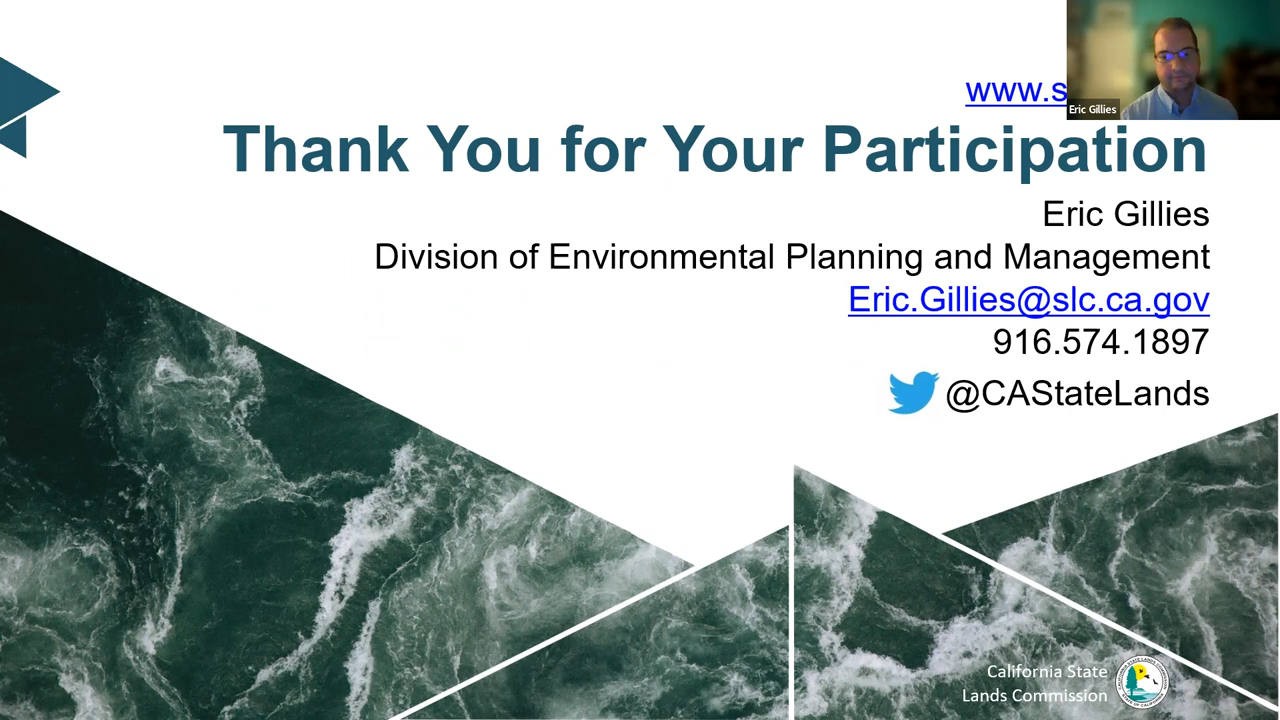 www.s
Eric Gillies
Thank You for Your Participation
Eric Gillies
Division of Environmental Planning and Management
Eric.Gillies@slc.ca.gov
916.574.1897
@CAStateLands
California State
Lands Commission